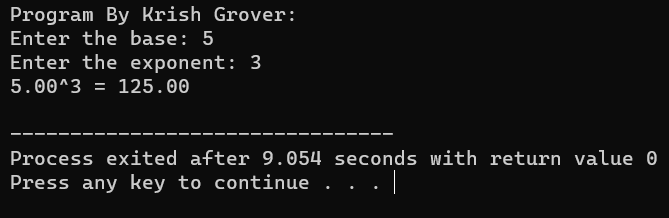 Program By Krish Grover:
Enter the base: 5
Enter the exponent: 3
5.00^3 = 125.00
--------------------------------
Process exited after 9.054 seconds with return value 0
Press any key to continue . . .